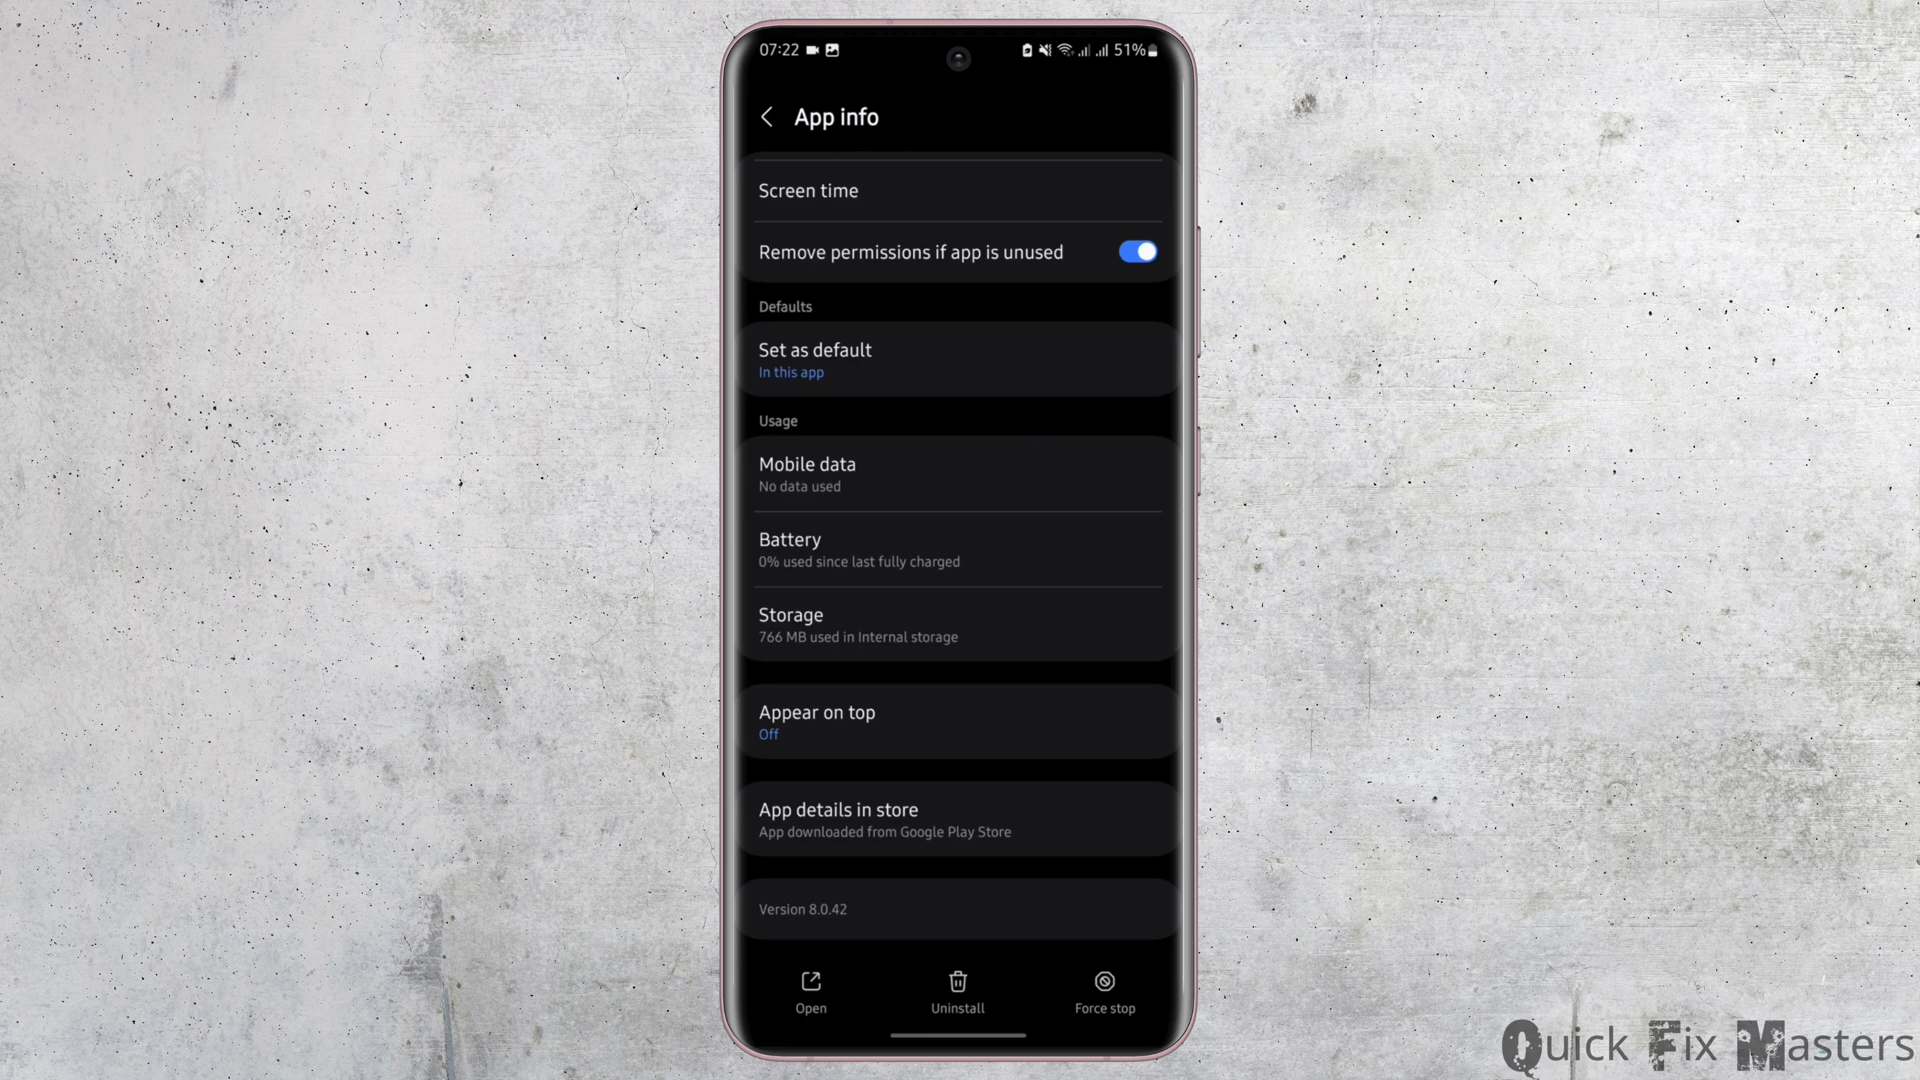 07:22
51%
App info
Screen time
Remove permissions if app is unused
Defaults
Set as default
In this app
Usage
Mobile data
No data used
Battery
0% used since last fully charged
Storage
766 MB used in Internal storage
Appear on top
Off
App details in store
App downloaded from Google Play Store
Version 8.0.42
Open
Uninstall
Force stop
Quick Fix Masters